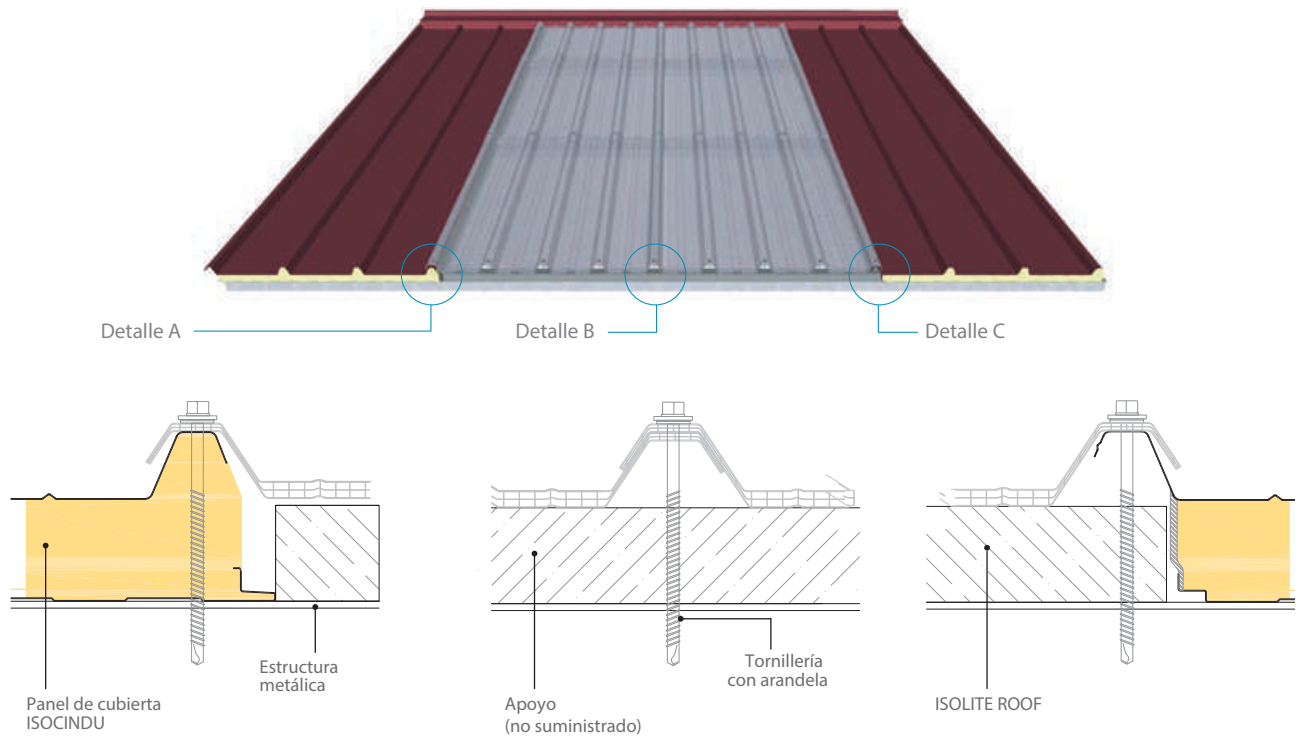 Detalle A
Detalle B
Detalle C
Panel de cubierta
ISOCINDU
Estructura
metálica
Apoyo
(no suministrado)
Tornillería
con arandela
ISOLITE ROOF